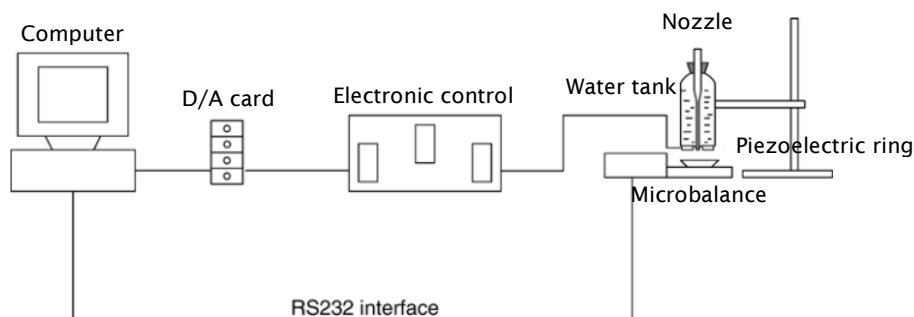 Nozzle
Computer
Water tank
D/A card
Electronic control
Piezoelectric ring
Microbalance
RS232 interface